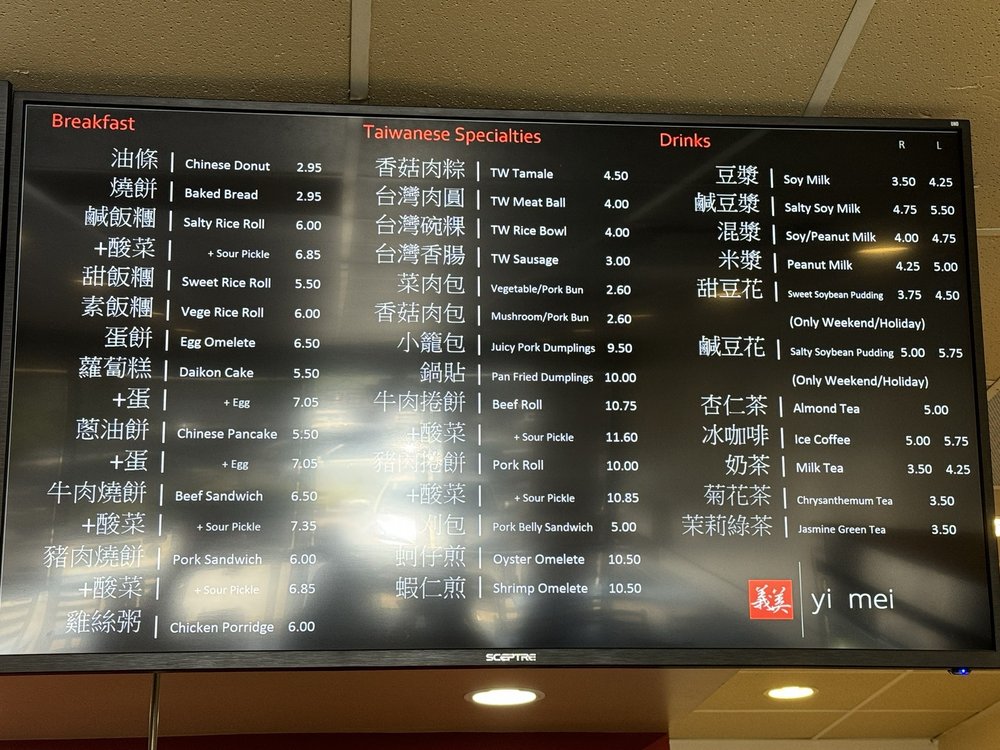 Breakfast
油條 | Chinese Donut 2.95
燒餅 | Baked Bread 2.95
鹹飯糰 | Salty Rice Roll 6.00
+酸菜 | + Sour Pickle 6.85
甜飯糰 | Sweet Rice Roll 5.50
素飯糰 | Vege Rice Roll 6.00
蛋餅 | Egg Omelete 6.50
蘿蔔糕 | Daikon Cake 5.50
+蛋 | + Egg 7.05
蔥油餅 | Chinese Pancake 5.50
+蛋 | + Egg 7.05
牛肉燒餅 | Beef Sandwich 6.50
+酸菜 | + Sour Pickle 7.35
豬肉燒餅 | Pork Sandwich 6.00
+酸菜 | + Sour Pickle 6.85
雞絲粥 | Chicken Porridge 6.00
Taiwanese Specialties
香菇肉粽 | TW Tamale 4.50
台灣肉圓 | TW Meat Ball 4.00
台灣碗粿 | TW Rice Bowl 4.00
台灣香腸 | TW Sausage 3.00
菜肉包 | Vegetable/Pork Bun 2.60
香菇肉包 | Mushroom/Pork Bun 2.60
小籠包 | Juicy Pork Dumplings 9.50
鍋貼 | Pan Fried Dumplings 10.00
牛肉捲餅 | Beef Roll 10.75
+酸菜 | + Sour Pickle 11.60
豬肉捲餅 | Pork Roll 10.00
+酸菜 | + Sour Pickle 10.85
刈包 | Pork Belly Sandwich 5.00
蚵仔煎 | Oyster Omelete 10.50
蝦仁煎 | Shrimp Omelete 10.50
Drinks R L
豆漿 | Soy Milk 3.50 4.25
鹹豆漿 | Salty Soy Milk 4.75 5.50
混漿 | Soy/Peanut Milk 4.00 4.75
米漿 | Peanut Milk 4.25 5.00
甜豆花 | Sweet Soybean Pudding 3.75 4.50
(Only Weekend/Holiday)
鹹豆花 | Salty Soybean Pudding 5.00 5.75
(Only Weekend/Holiday)
杏仁茶 | Almond Tea 5.00
冰咖啡 | Ice Coffee 5.00 5.75
奶茶 | Milk Tea 3.50 4.25
菊花茶 | Chrysanthemum Tea 3.50
茉莉綠茶 | Jasmine Green Tea 3.50
義美 | yi mei
SCEPTRE